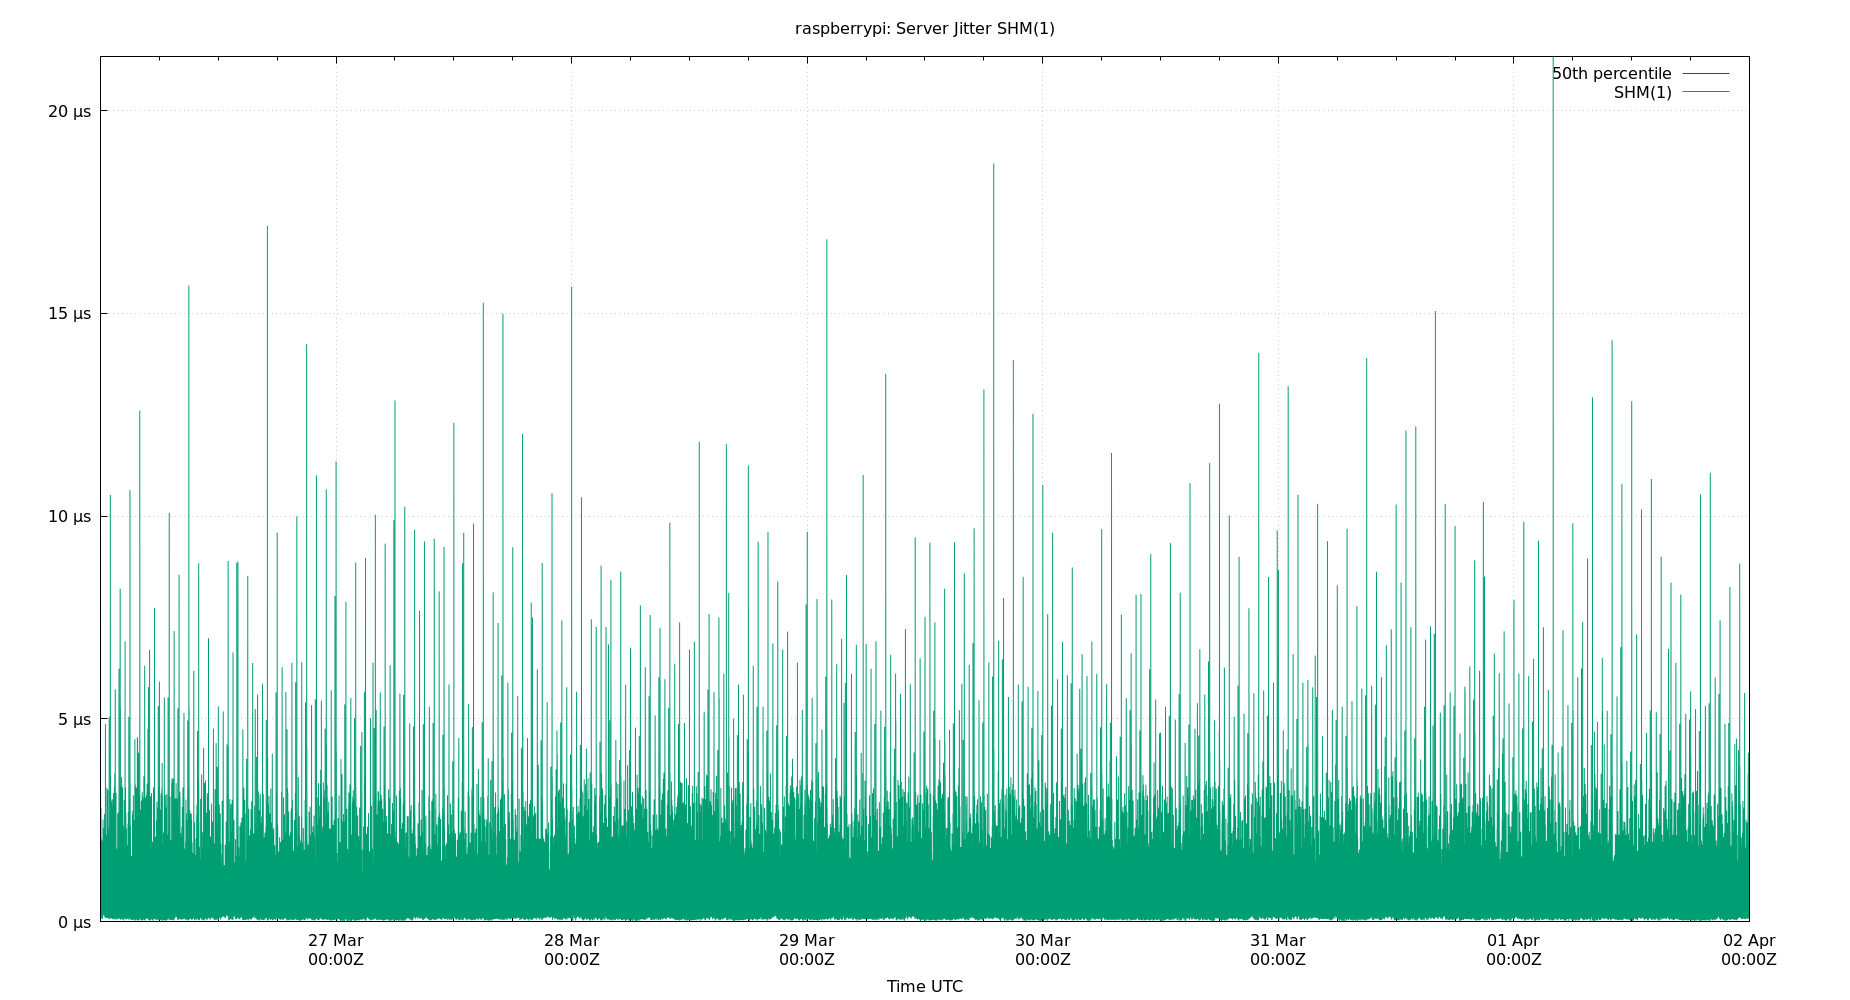 raspberrypi: Server Jitter SHM(1)
50th percentile
SHM(1)
20 µs
15 µs
10 µs
5 µs
0 µs
27 Mar 28 Mar 29 Mar 30 Mar 31 Mar 01 Apr 02 Apr
00:00Z 00:00Z 00:00Z 00:00Z 00:00Z 00:00Z 00:00Z
Time UTC